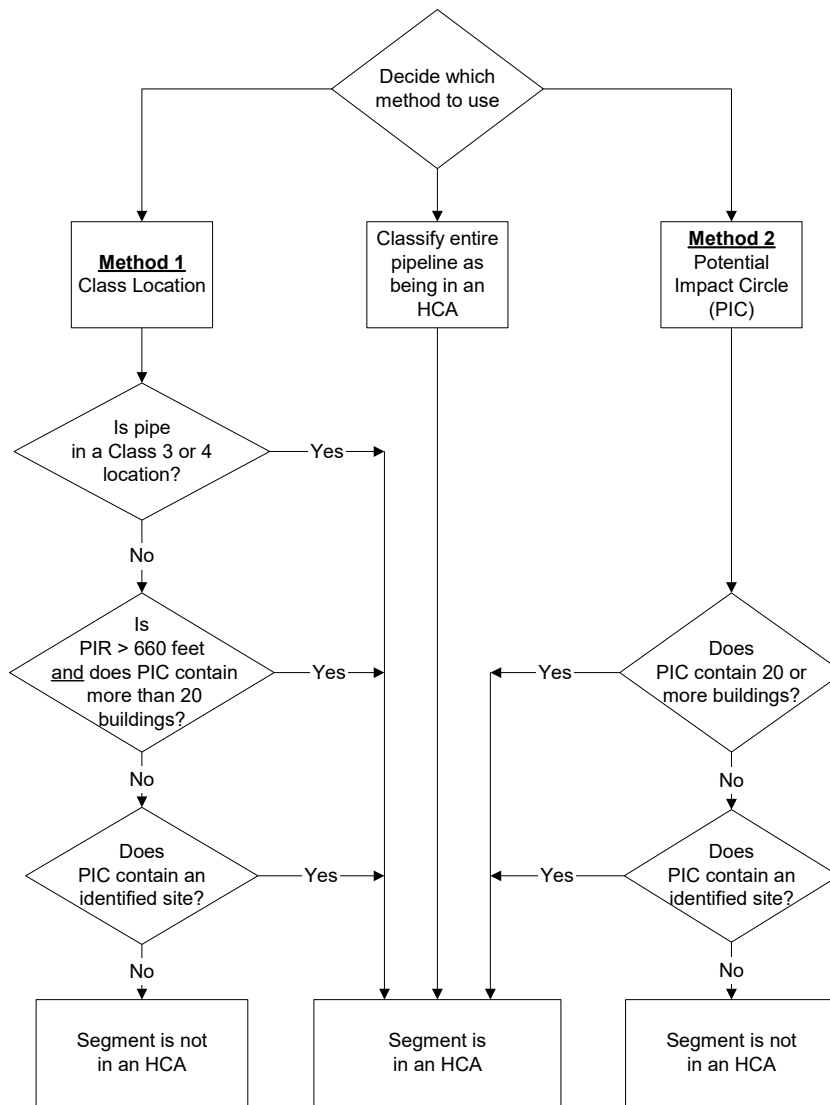 Decide which
method to use
Method 1
Class Location
Classify entire
pipeline as
being in an
HCA
Method 2
Potential
Impact Circle
(PIC)
Is pipe
in a Class 3 or 4
location?
Yes
No
Is
PIR > 660 feet
and does PIC contain
more than 20
buildings?
Yes
Yes
Does
PIC contain 20 or
more buildings?
No
No
Does
PIC contain an
identified site?
Yes
Yes
Does
PIC contain an
identified site?
No
No
Segment is not
in an HCA
Segment is
in an HCA
Segment is not
in an HCA